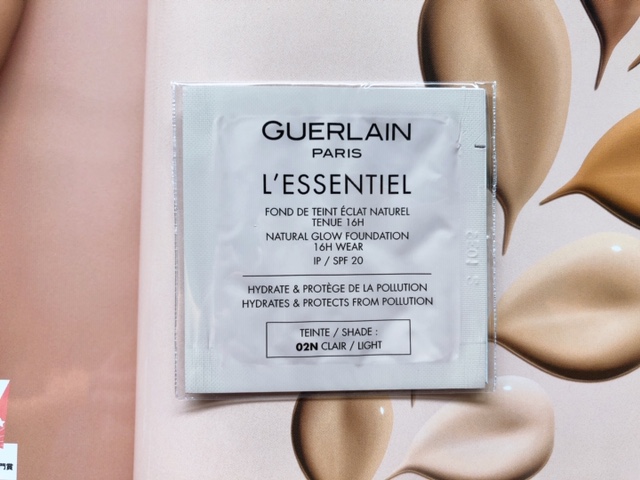 GUERLAIN
PARIS
L'ESSENTIEL
FOND DE TEINT ÉCLAT NATUREL
TENUE 16H
NATURAL GLOW FOUNDATION
16H WEAR
IP / SPF 20
HYDRATE & PROTÈGE DE LA POLLUTION
HYDRATES & PROTECTS FROM POLLUTION
TEINTE / SHADE :
02N CLAIR / LIGHT